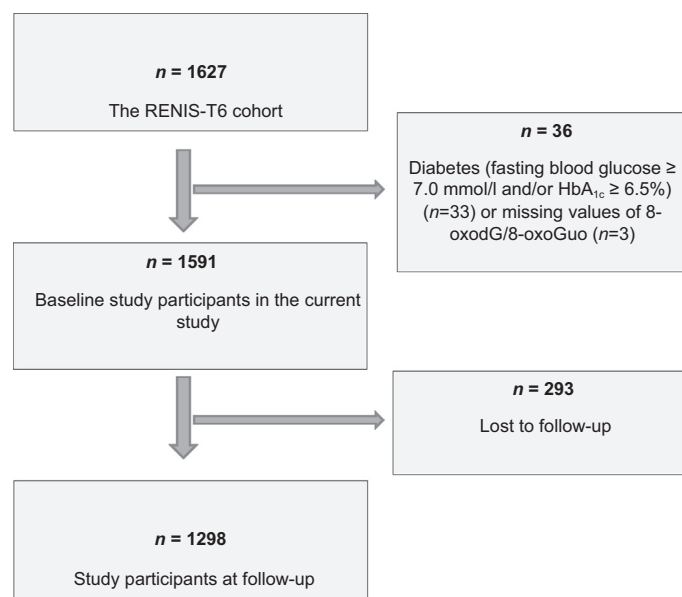 n = 1627
The RENIS-T6 cohort
n = 36
Diabetes (fasting blood glucose ≥
7.0 mmol/l and/or HbA1c ≥ 6.5%)
(n=33) or missing values of 8-
oxodG/8-oxoGuo (n=3)
n = 1591
Baseline study participants in the current
study
n = 293
Lost to follow-up
n = 1298
Study participants at follow-up